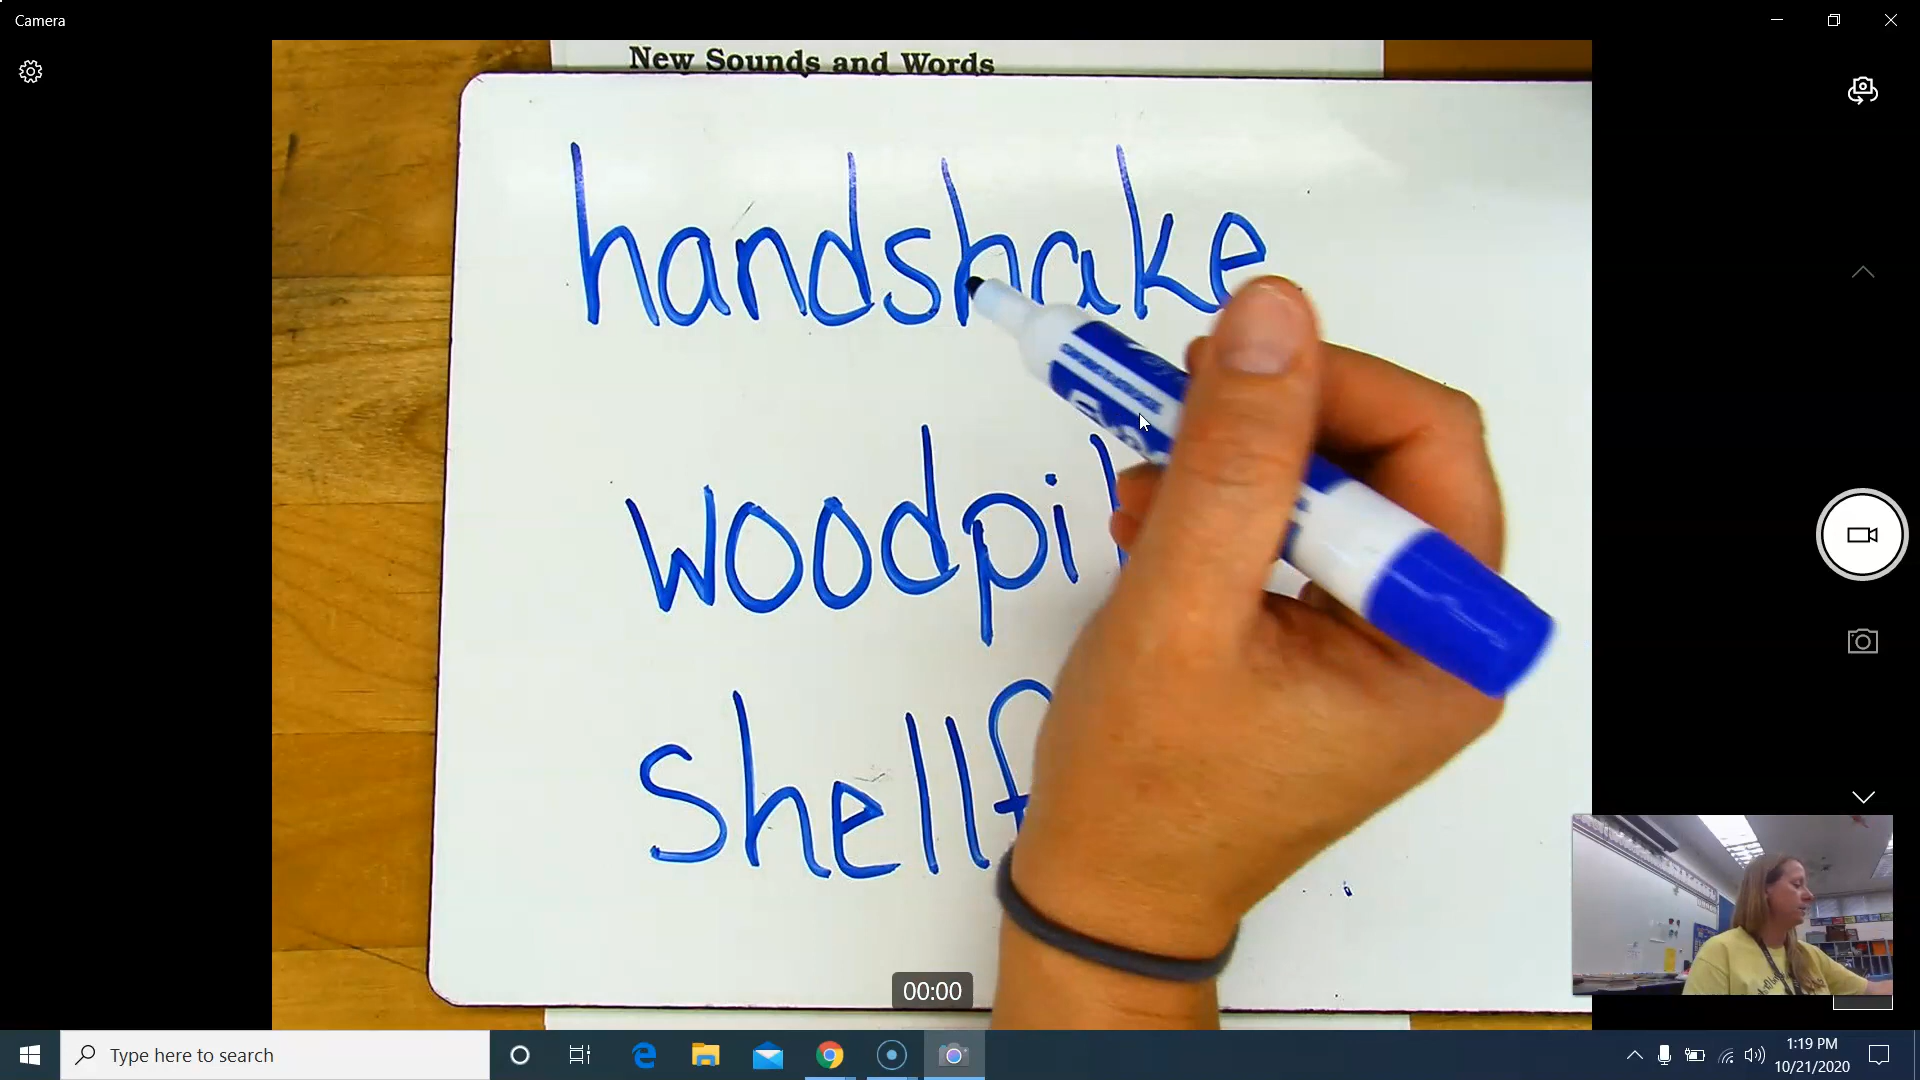 Camera
New Sounds and Words
handshake
woodpil
shellf
00:00
Type here to search
1:19 PM
10/21/2020